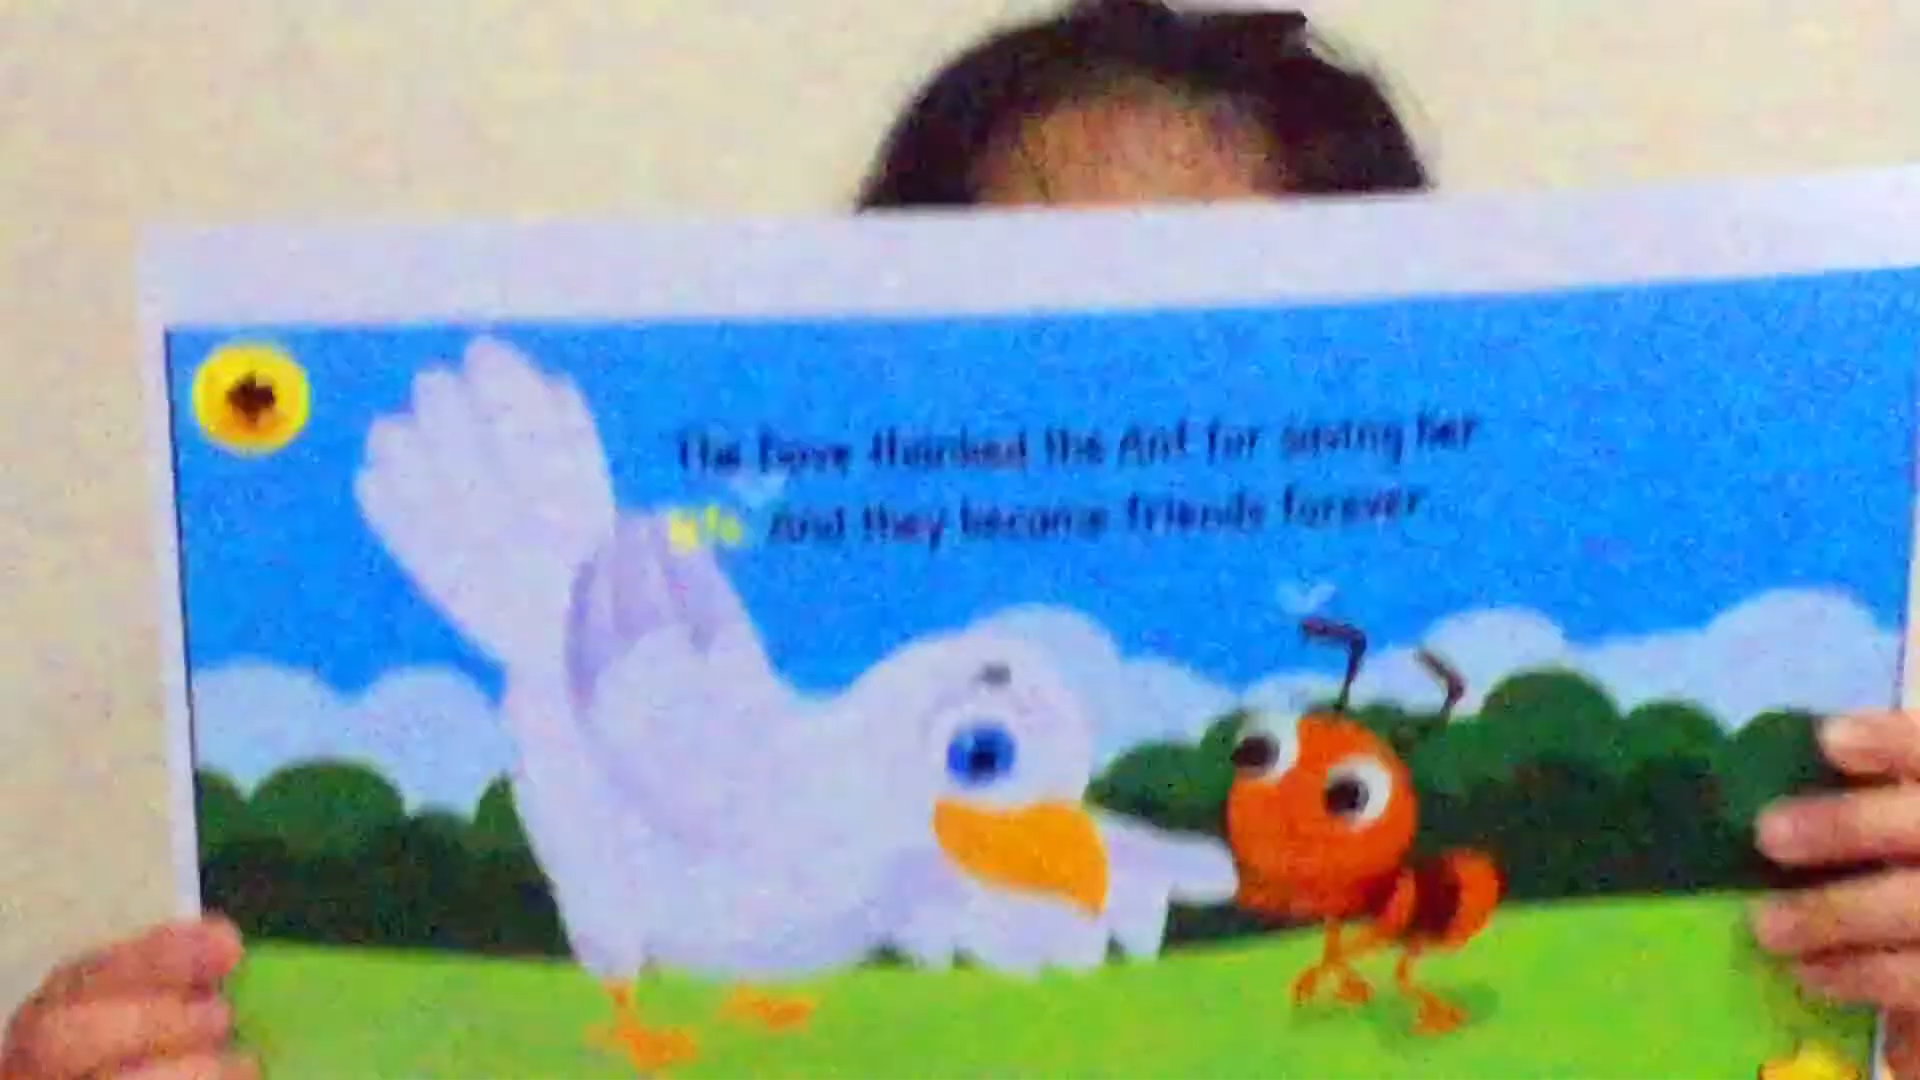 The Dove thanked the Ant for saving her
life. And they became friends forever.